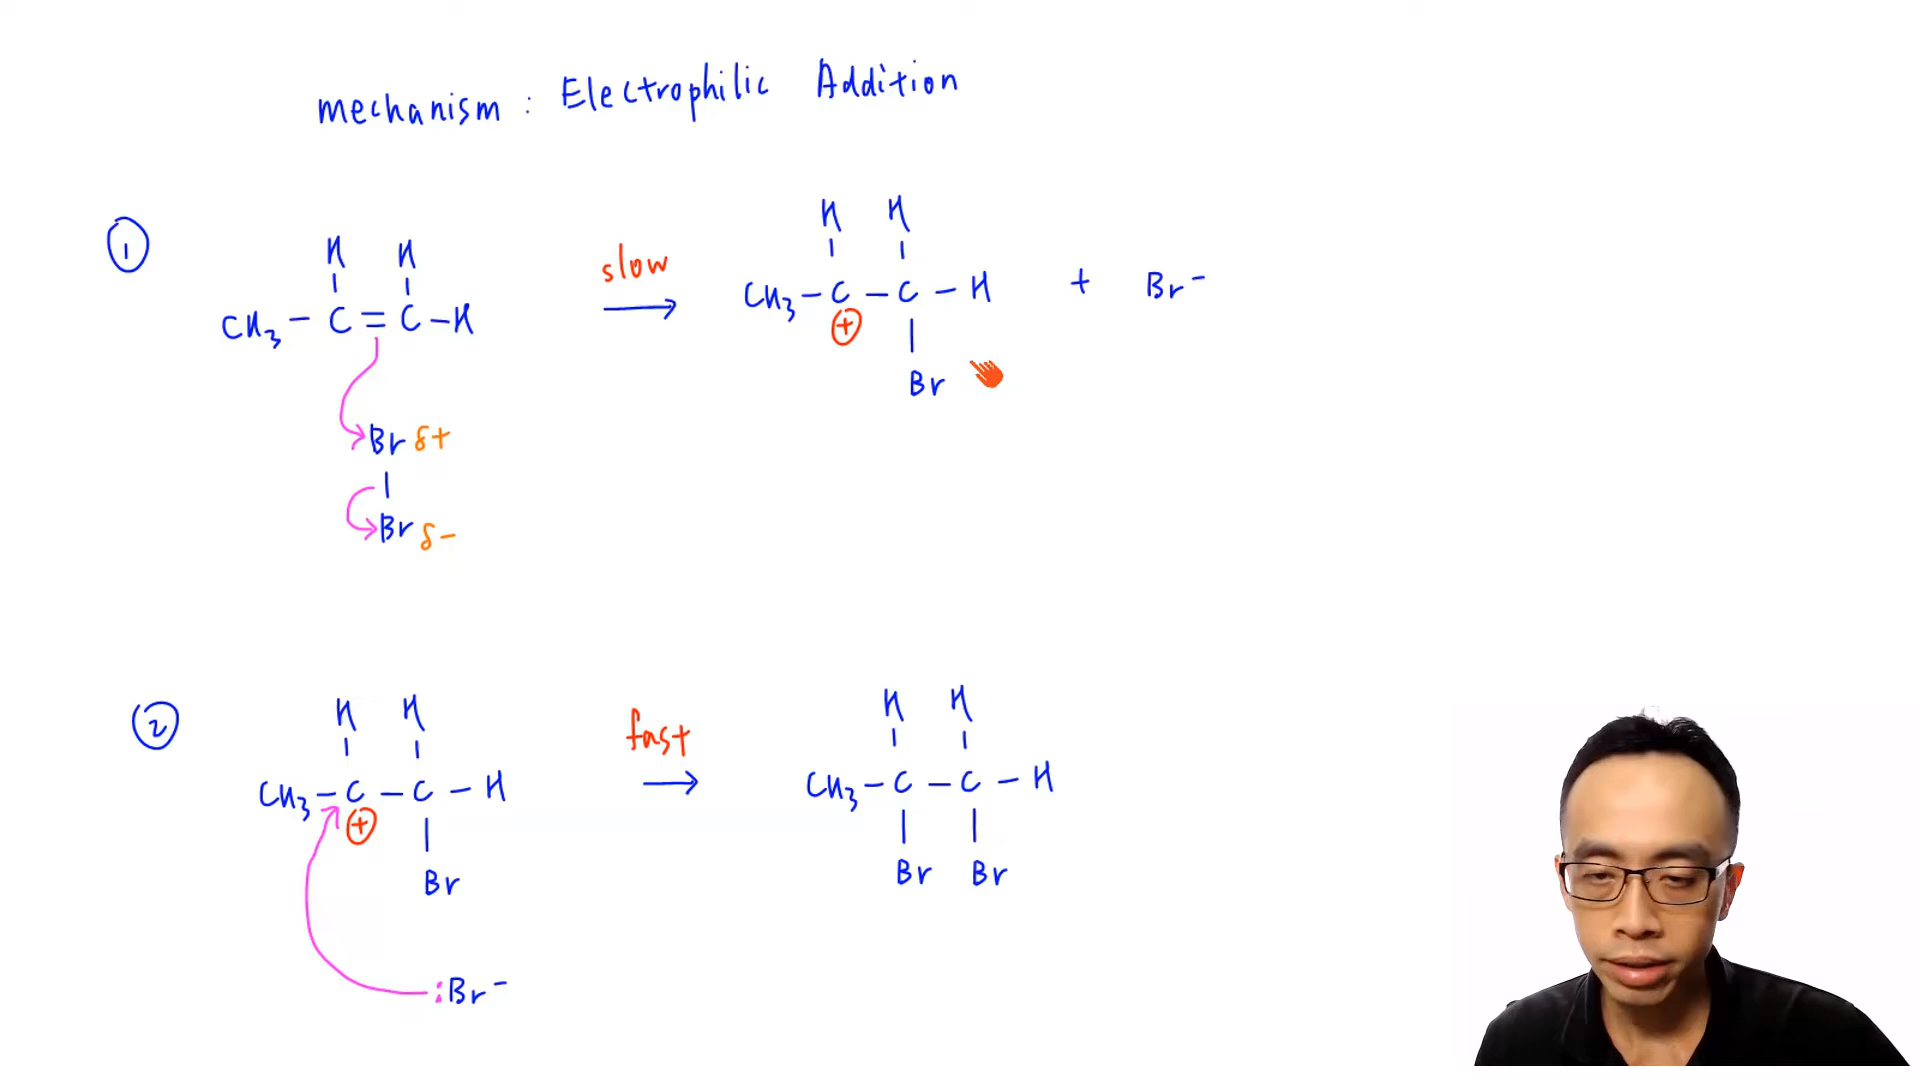 mechanism : Electrophilic Addition
①
H H
CH₃ – C = C – H
Br δ+
Br δ–
slow
H H
CH₃ – C – C – H + Br⁻
⊕
Br
②
H H
CH₃ – C – C – H
⊕
Br
:Br⁻
fast
H H
CH₃ – C – C – H
Br Br